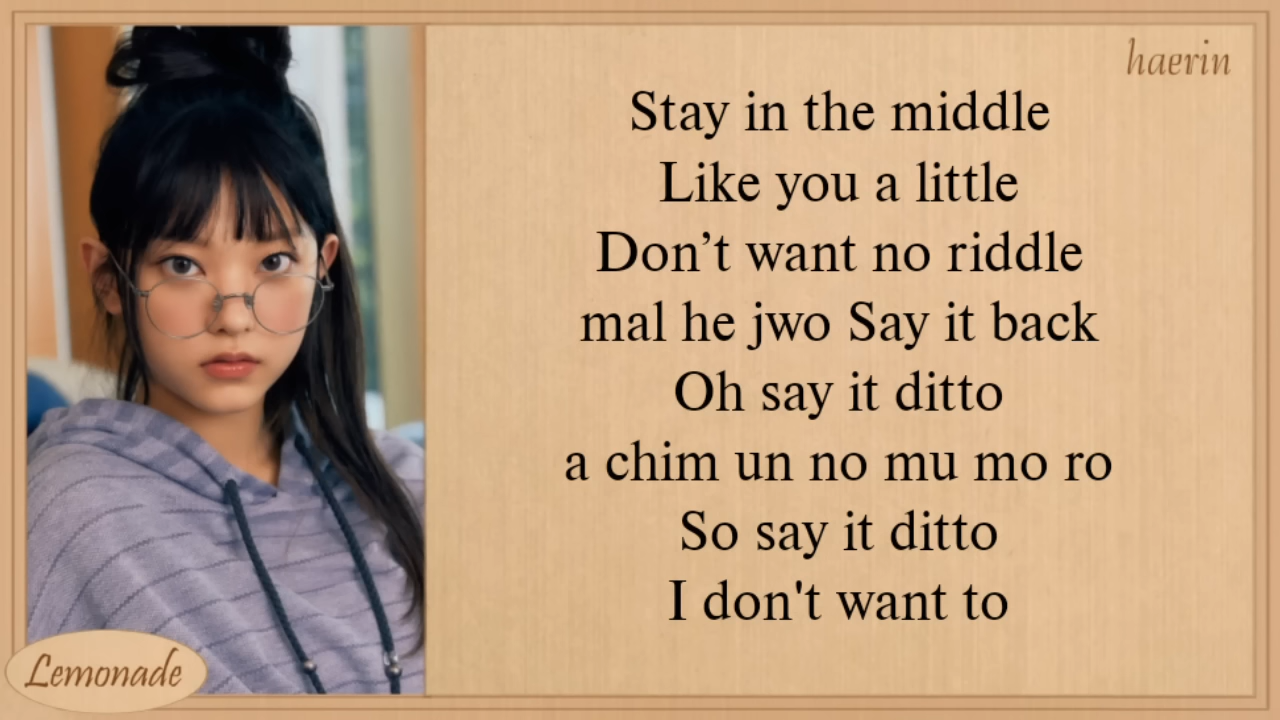 haerin
Stay in the middle
Like you a little
Don’t want no riddle
mal he jwo Say it back
Oh say it ditto
a chim un no mu mo ro
So say it ditto
I don't want to
Lemonade